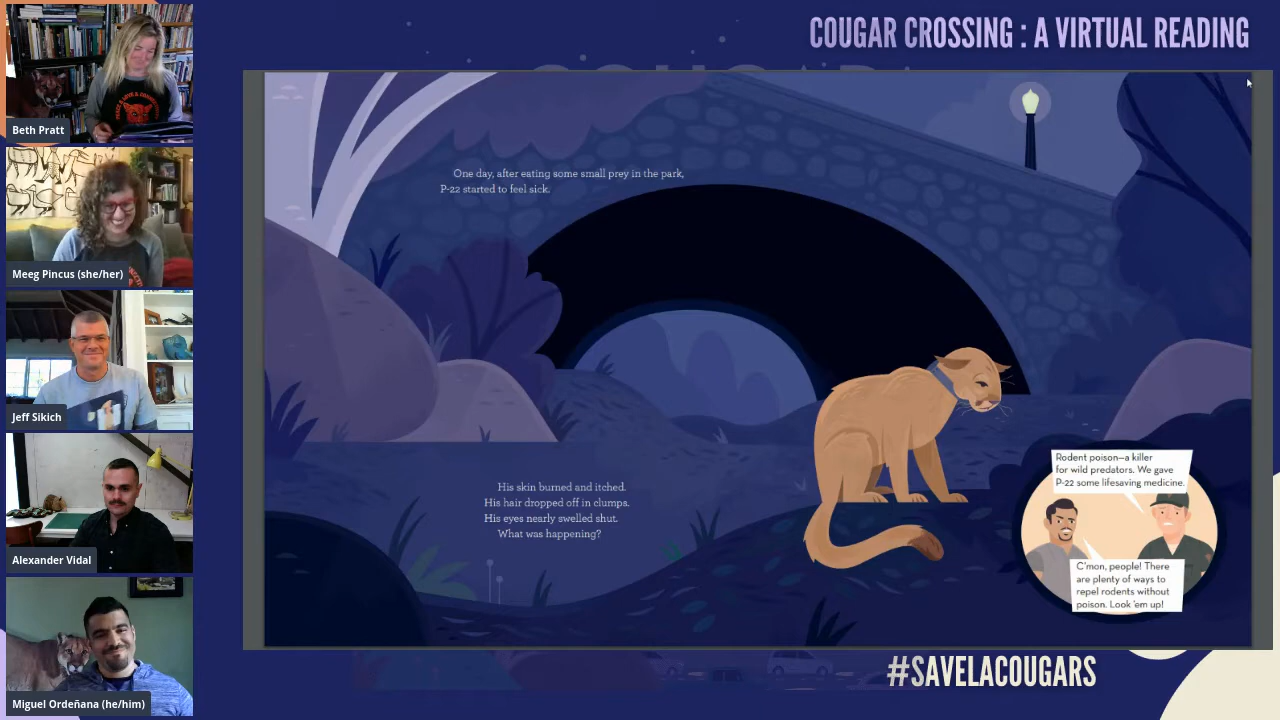 COUGAR CROSSING : A VIRTUAL READING
Beth Pratt
Meeg Pincus (she/her)
Jeff Sikich
Alexander Vidal
Miguel Ordeñana (he/him)
One day, after eating some small prey in the park,
P-22 started to feel sick.
His skin burned and itched.
His hair dropped off in clumps.
His eyes nearly swelled shut.
What was happening?
Rodent poison—a killer
for wild predators. We gave
P-22 some lifesaving medicine.
C'mon, people! There
are plenty of ways to
repel rodents without
poison. Look 'em up!
#SAVELACOUGARS